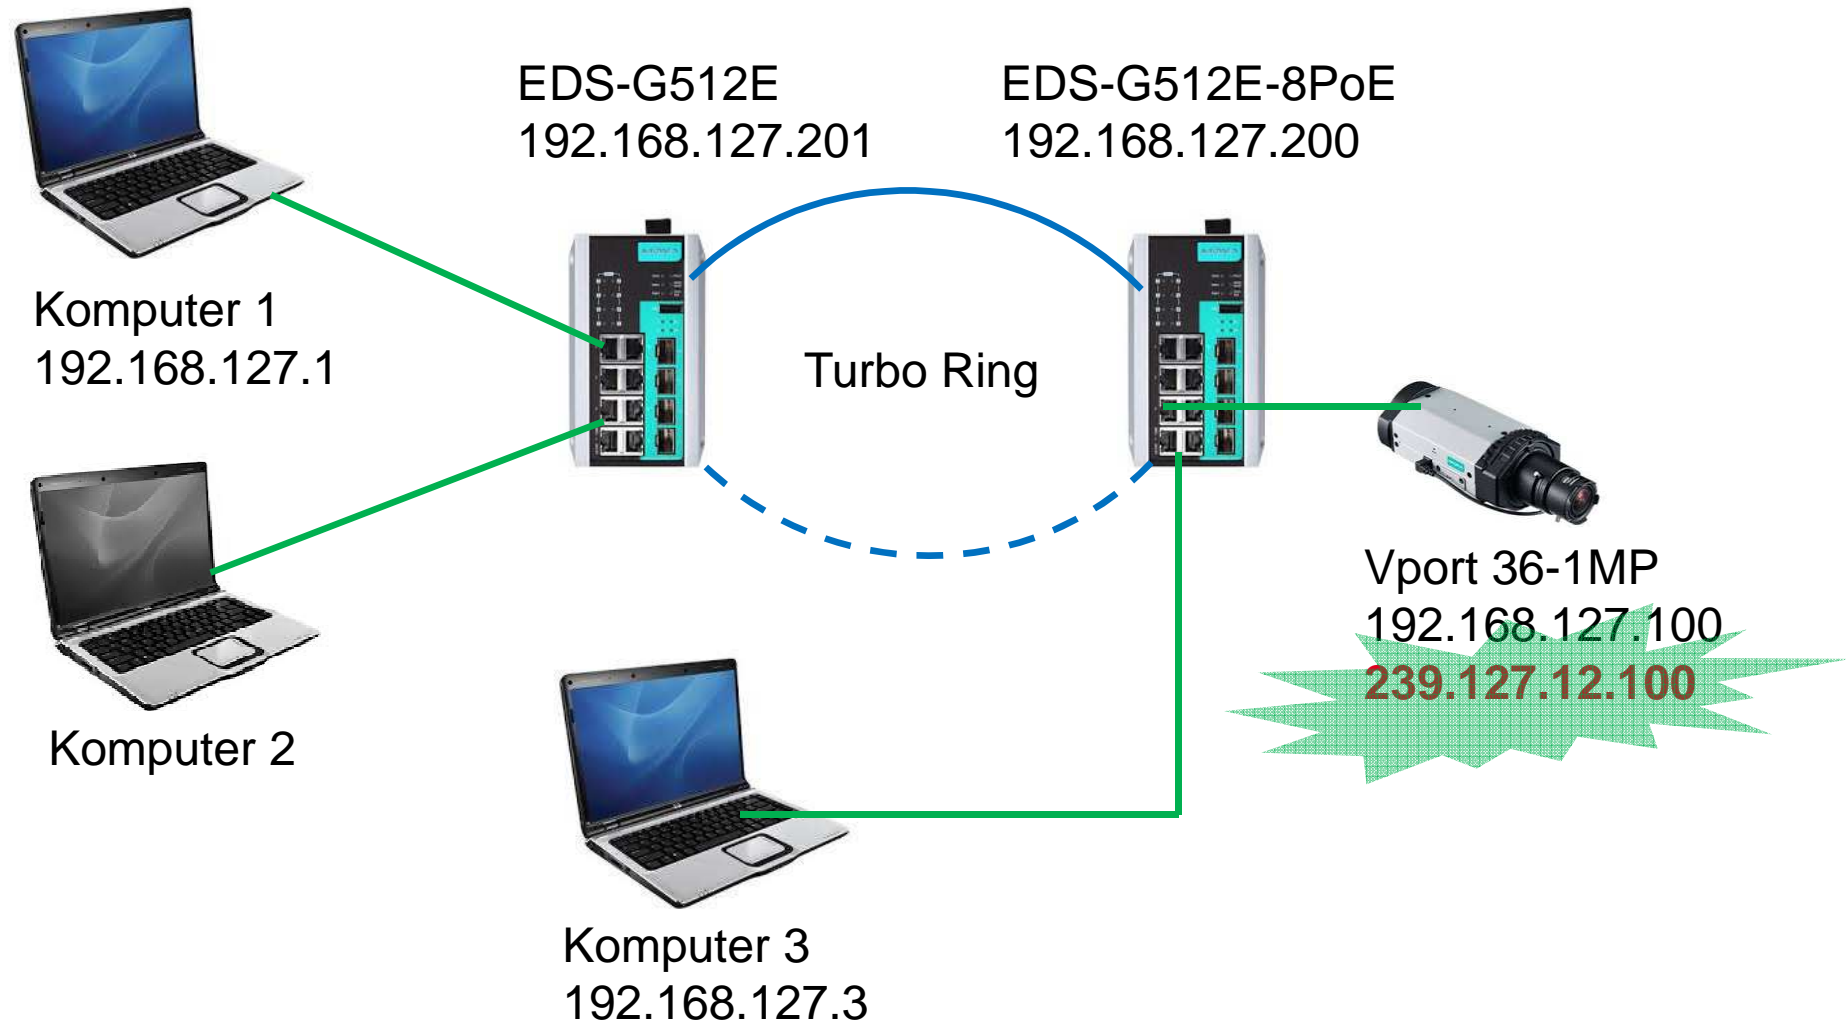 EDS-G512E
192.168.127.201
EDS-G512E-8PoE
192.168.127.200
Komputer 1
192.168.127.1
Turbo Ring
Vport 36-1MP
192.168.127.100
239.127.12.100
Komputer 2
Komputer 3
192.168.127.3